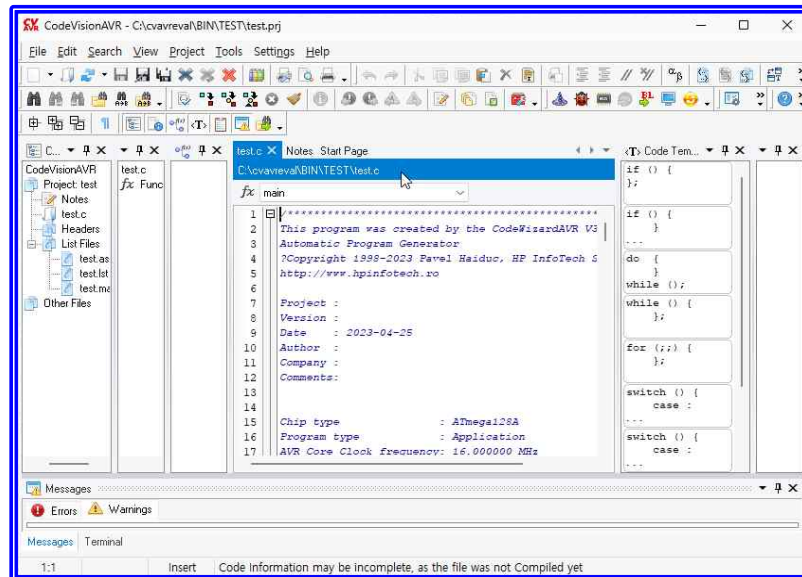 CodeVisionAVR - C:\cvavreval\BIN\TEST\test.prj
File Edit Search View Project Tools Settings Help
C... Code Tem...
test.c Notes Start Page
CodeVisionAVR
Project: test
Notes
test.c
Headers
List Files
test.as
test.lst
test.ma
Other Files
test.c
fx Func
C:\cvavreval\BIN\TEST\test.c
fx main
1 /************************************************
2 This program was created by the CodeWizardAVR V3
3 Automatic Program Generator
4 ?Copyright 1998-2023 Pavel Haiduc, HP InfoTech S
5 http://www.hpinfotech.ro
6
7 Project :
8 Version :
9 Date : 2023-04-25
10 Author :
11 Company :
12 Comments:
13
14
15 Chip type : ATmega128A
16 Program type : Application
17 AVR Core Clock frequency: 16.000000 MHz
if () {
};
if () {
}
...
do {
}
while ();
while () {
};
for (;;) {
};
switch () {
case :
...
switch () {
case :
...
Messages
Errors Warnings
Messages Terminal
1:1 Insert Code Information may be incomplete, as the file was not Compiled yet